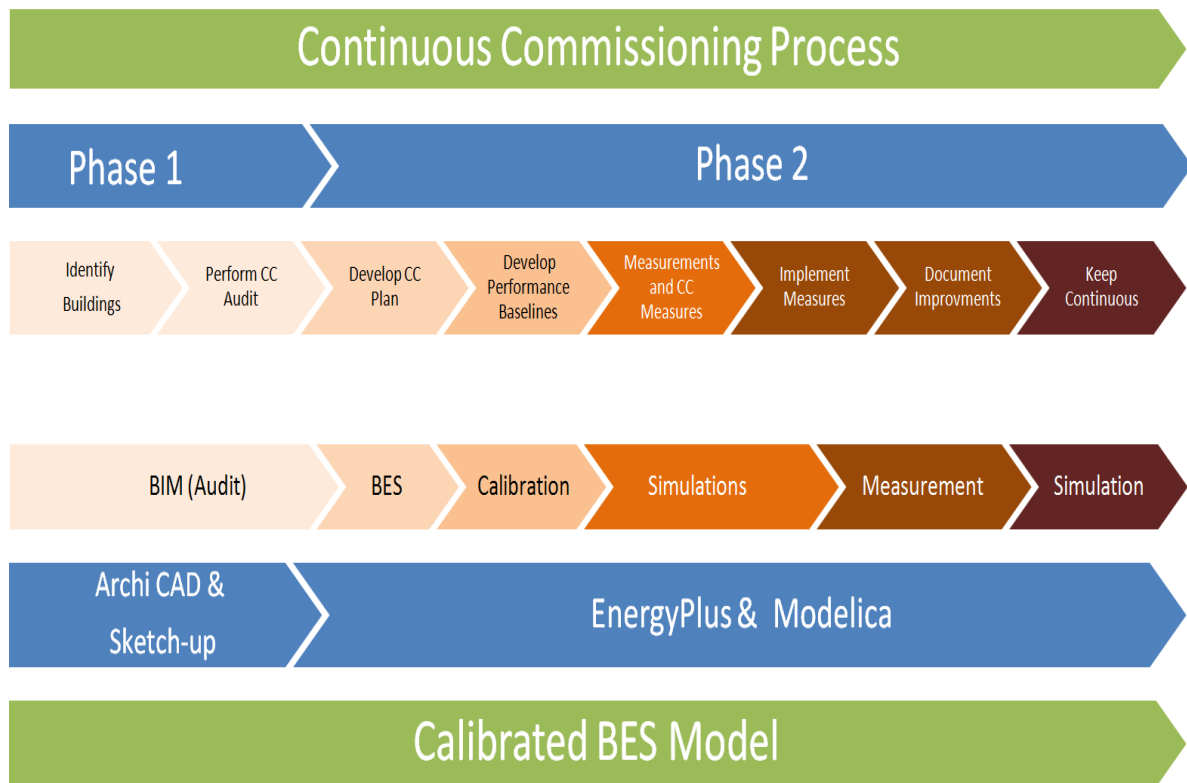 Continuous Commissioning Process
Phase 1
Phase 2
Identify
Buildings
Perform CC
Audit
Develop CC
Plan
Develop
Performance
Baselines
Measurements
and CC
Measures
Implement
Measures
Document
Improvments
Keep
Continuous
BIM (Audit)
BES
Calibration
Simulations
Measurement
Simulation
Archi CAD &
Sketch-up
EnergyPlus & Modelica
Calibrated BES Model